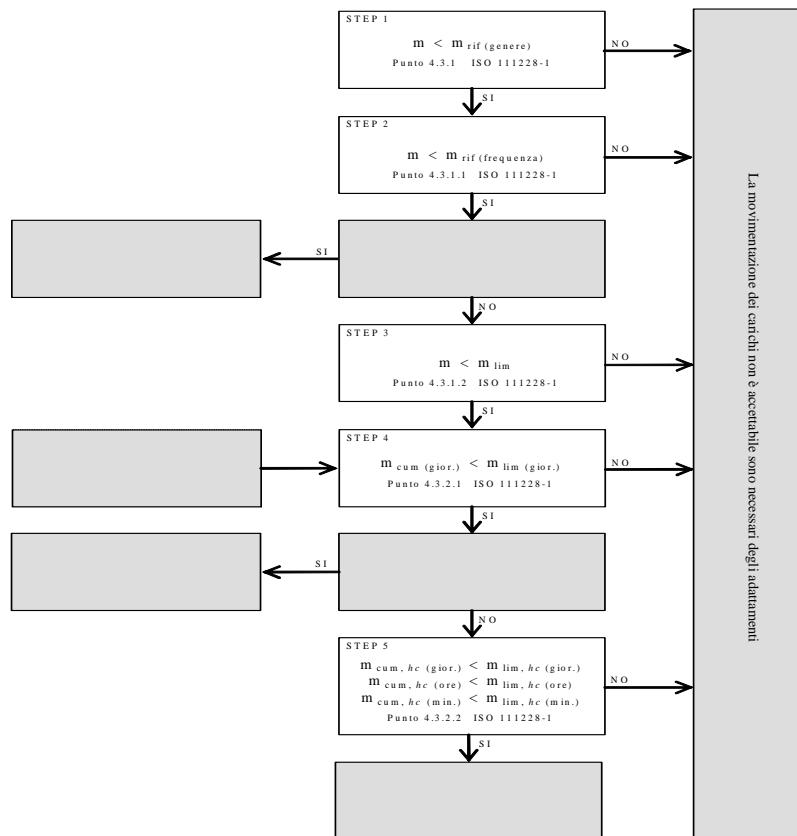 STEP 1
m < m rif (genere)
Punto 4.3.1 ISO 111228-1
NO
SI
STEP 2
m < m rif (frequenza)
Punto 4.3.1.1 ISO 111228-1
NO
SI
SI
NO
STEP 3
m < m lim
Punto 4.3.1.2 ISO 111228-1
NO
SI
STEP 4
m cum (gior.) < m lim (gior.)
Punto 4.3.2.1 ISO 111228-1
NO
SI
SI
NO
STEP 5
m cum, hc (gior.) < m lim, hc (gior.)
m cum, hc (ore) < m lim, hc (ore)
m cum, hc (min.) < m lim, hc (min.)
Punto 4.3.2.2 ISO 111228-1
NO
SI
La movimentazione dei carichi non è accettabile sono necessari degli adattamenti